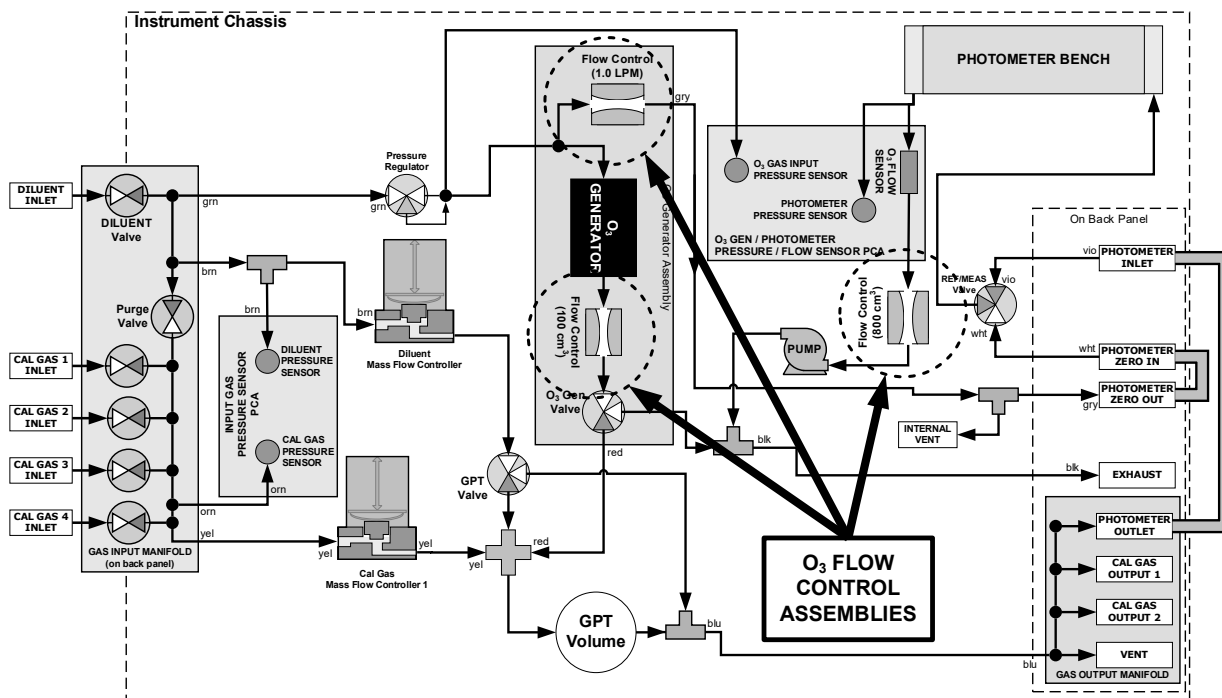 Instrument Chassis
Flow Control
(1.0 LPM)
gry
PHOTOMETER BENCH
O₃ FLOW
SENSOR
O₃ GAS INPUT
PRESSURE SENSOR
PHOTOMETER
PRESSURE SENSOR
O₃ GEN / PHOTOMETER
PRESSURE / FLOW SENSOR PCA
Pressure
Regulator
grn
grn
DILUENT
INLET
DILUENT
Valve
O₃
GENERATOR
Generator Assembly
On Back Panel
vio
PHOTOMETER
INLET
REF/MEAS
Valve
vio
wht
wht
PHOTOMETER
ZERO IN
PHOTOMETER
ZERO OUT
gry
brn
brn
brn
Purge
Valve
Diluent
Mass Flow Controller
Flow Control
(100 cm³)
Flow Control
(800 cm³)
PUMP
CAL GAS 1
INLET
CAL GAS 2
INLET
CAL GAS 3
INLET
CAL GAS 4
INLET
INPUT GAS
PRESSURE SENSOR
PCA
DILUENT
PRESSURE
SENSOR
CAL GAS
PRESSURE
SENSOR
orn
orn
O₃ Gen
Valve
red
blk
INTERNAL
VENT
blk
EXHAUST
GPT
Valve
yel
yel
yel
yel
red
GAS INPUT MANIFOLD
(on back panel)
Cal Gas
Mass Flow Controller 1
O₃ FLOW
CONTROL
ASSEMBLIES
GPT
Volume
blu
blu
PHOTOMETER
OUTLET
CAL GAS
OUTPUT 1
CAL GAS
OUTPUT 2
VENT
GAS OUTPUT MANIFOLD